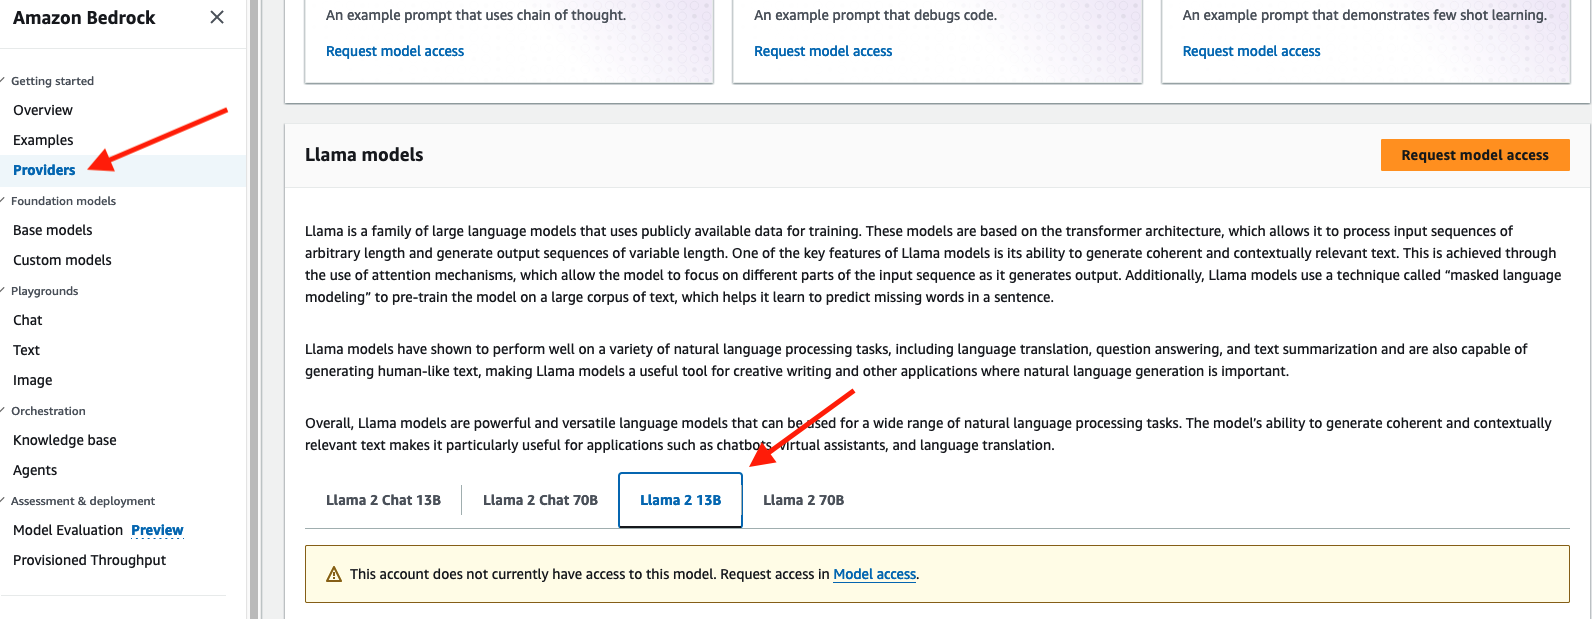 Amazon Bedrock
Getting started
Overview
Examples
Providers
Foundation models
Base models
Custom models
Playgrounds
Chat
Text
Image
Orchestration
Knowledge base
Agents
Assessment & deployment
Model Evaluation Preview
Provisioned Throughput
An example prompt that uses chain of thought.
Request model access
An example prompt that debugs code.
Request model access
An example prompt that demonstrates few shot learning.
Request model access
Llama models
Request model access
Llama is a family of large language models that uses publicly available data for training. These models are based on the transformer architecture, which allows it to process input sequences of
arbitrary length and generate output sequences of variable length. One of the key features of Llama models is its ability to generate coherent and contextually relevant text. This is achieved through
the use of attention mechanisms, which allow the model to focus on different parts of the input sequence as it generates output. Additionally, Llama models use a technique called “masked language
modeling” to pre-train the model on a large corpus of text, which helps it learn to predict missing words in a sentence.
Llama models have shown to perform well on a variety of natural language processing tasks, including language translation, question answering, and text summarization and are also capable of
generating human-like text, making Llama models a useful tool for creative writing and other applications where natural language generation is important.
Overall, Llama models are powerful and versatile language models that can be used for a wide range of natural language processing tasks. The model’s ability to generate coherent and contextually
relevant text makes it particularly useful for applications such as chatbots, virtual assistants, and language translation.
Llama 2 Chat 13B
Llama 2 Chat 70B
Llama 2 13B
Llama 2 70B
This account does not currently have access to this model. Request access in Model access.